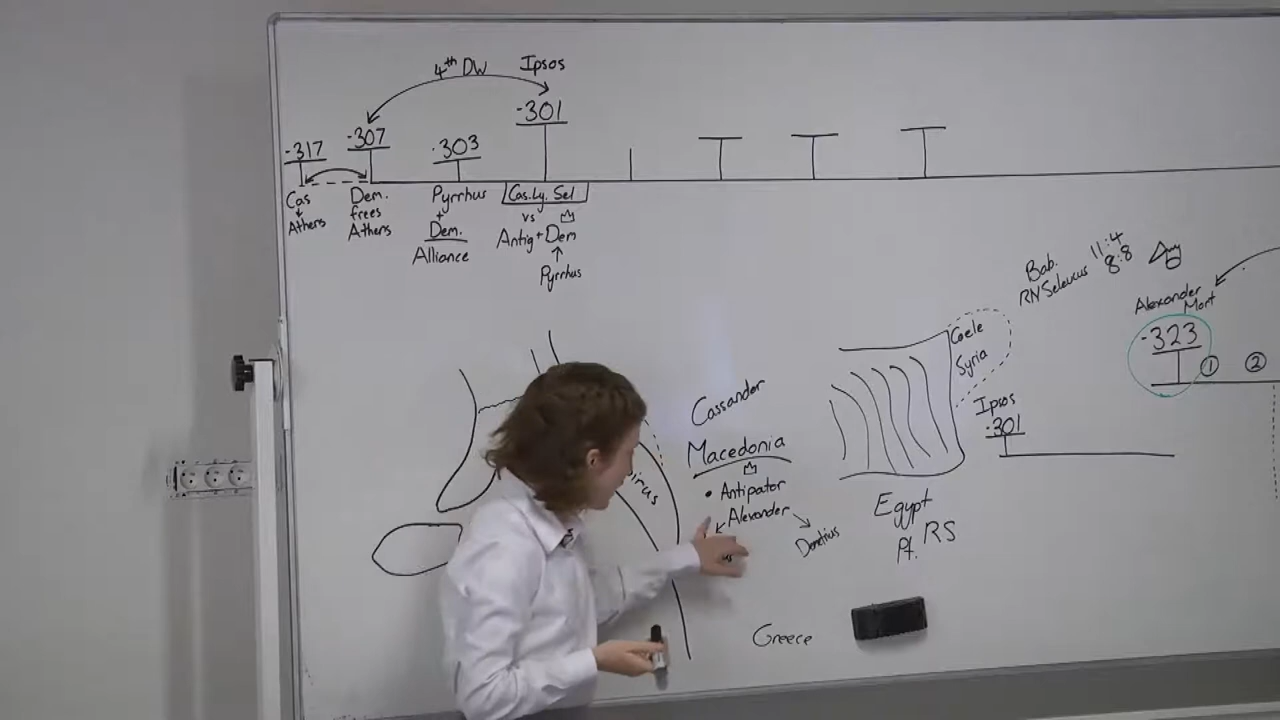 4th DW
Ipsos
-301
-317
-307
-303
Cas
Athens
Dem.
frees
Athens
Pyrrhus
+
Dem.
Alliance
Cas. Ly. Sel
vs
Antig + Dem
Pyrrhus
Cassander
Macedonia
• Antipater
Alexander
us
Demetrius
Greece
Coele
Syria
Egypt
Pt. RS
Ipsos
-301
Bab.
RN Seleucus 11:4
8:8
Alexander
Mort
-323
① ②